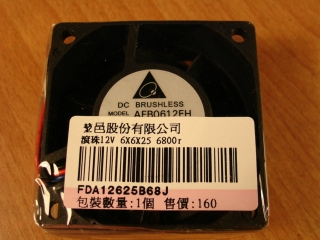 DC BRUSHLESS
MODEL AFB0612EH
繄邑股份有限公司
滾珠12V 6X6X25 6800r
FDA12625B68J
包裝數量:1個 售價:160